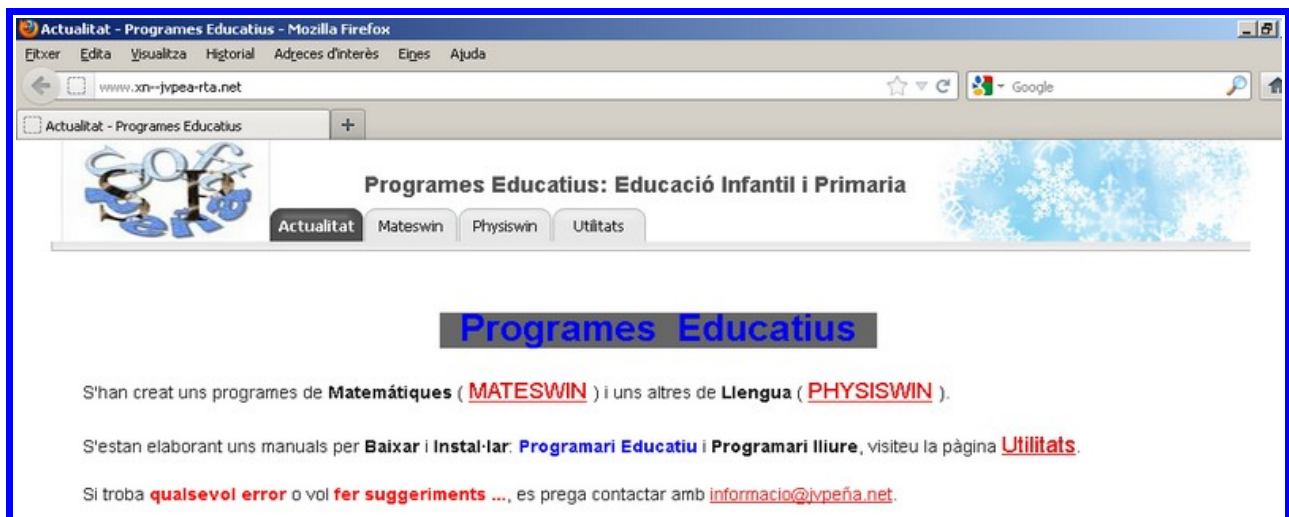 Actualitat - Programes Educatius - Mozilla Firefox
Fitxer Edita Visualitza Historial Adreces d'interès Eines Ajuda
www.xn--jvpea-rta.net Google
Actualitat - Programes Educatius +
Programes Educatius: Educació Infantil i Primaria
Actualitat Mateswin Physiswin Utilitats
Programes Educatius
S'han creat uns programes de Matemátiques ( MATESWIN ) i uns altres de Llengua ( PHYSISWIN ).
S'estan elaborant uns manuals per Baixar i Instal·lar: Programari Educatiu i Programari lliure, visiteu la pàgina Utilitats.
Si troba qualsevol error o vol fer suggeriments ..., es prega contactar amb informacio@jvpeña.net.